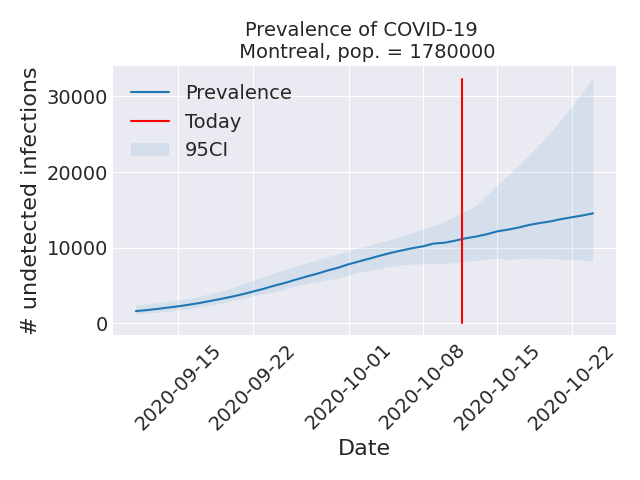 Prevalence of COVID-19
Montreal, pop. = 1780000
# undetected infections
30000
20000
10000
0
Prevalence
Today
95CI
2020-09-15
2020-09-22
2020-10-01
2020-10-08
2020-10-15
2020-10-22
Date